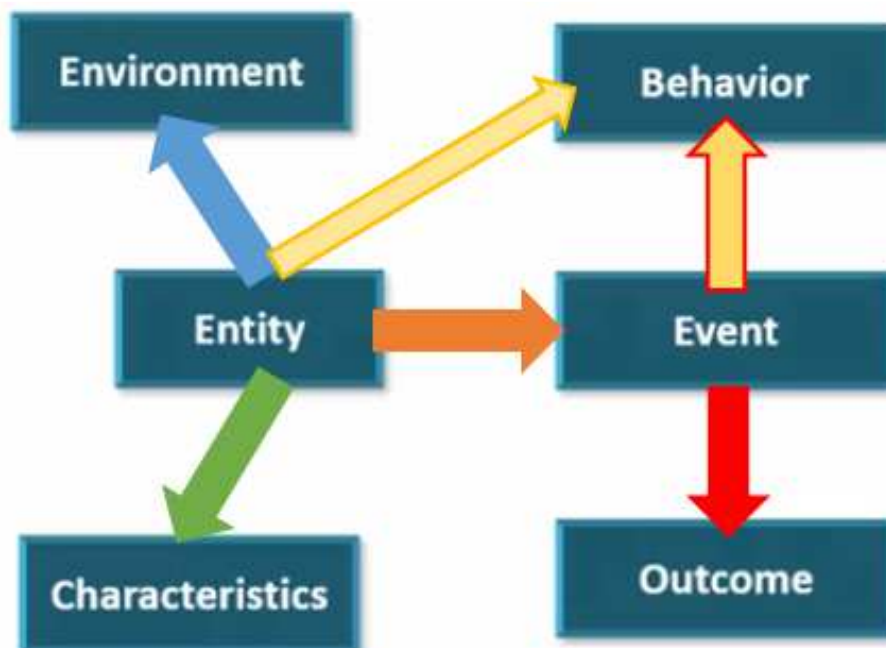 Environment
Behavior
Entity
Event
Characteristics
Outcome